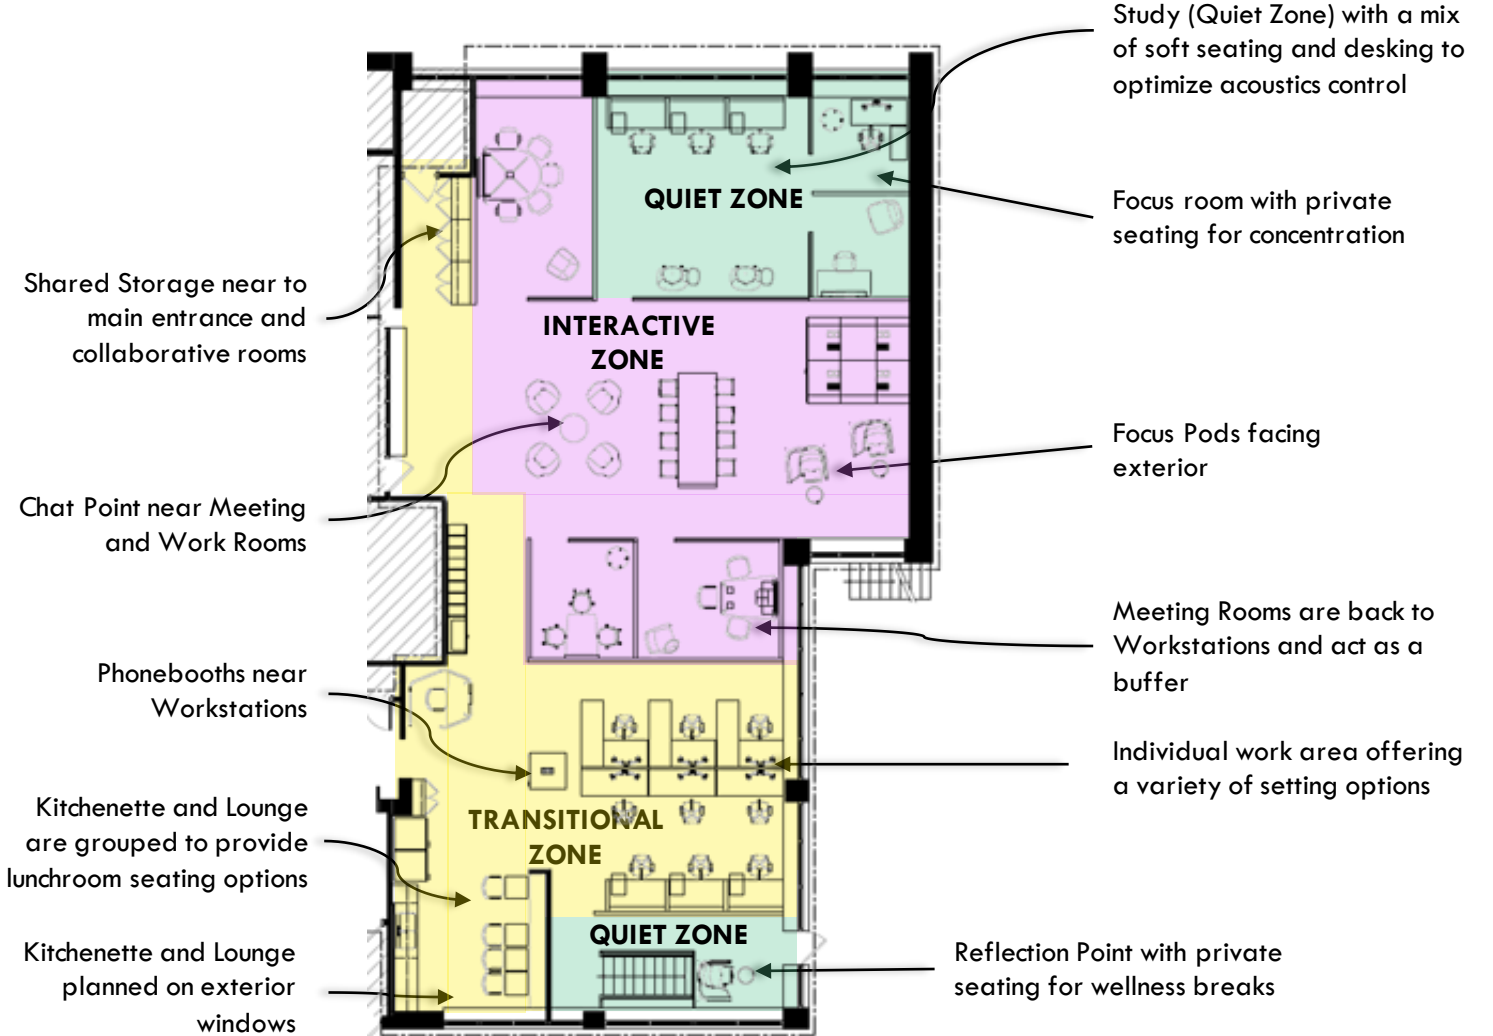 Study (Quiet Zone) with a mix
of soft seating and desking to
optimize acoustics control
QUIET ZONE
Focus room with private
seating for concentration
Shared Storage near to
main entrance and
collaborative rooms
INTERACTIVE
ZONE
Focus Pods facing
exterior
Chat Point near Meeting
and Work Rooms
Meeting Rooms are back to
Workstations and act as a
buffer
Phonebooths near
Workstations
Individual work area offering
a variety of setting options
Kitchenette and Lounge
are grouped to provide
lunchroom seating options
TRANSITIONAL
ZONE
QUIET ZONE
Kitchenette and Lounge
planned on exterior
windows
Reflection Point with private
seating for wellness breaks